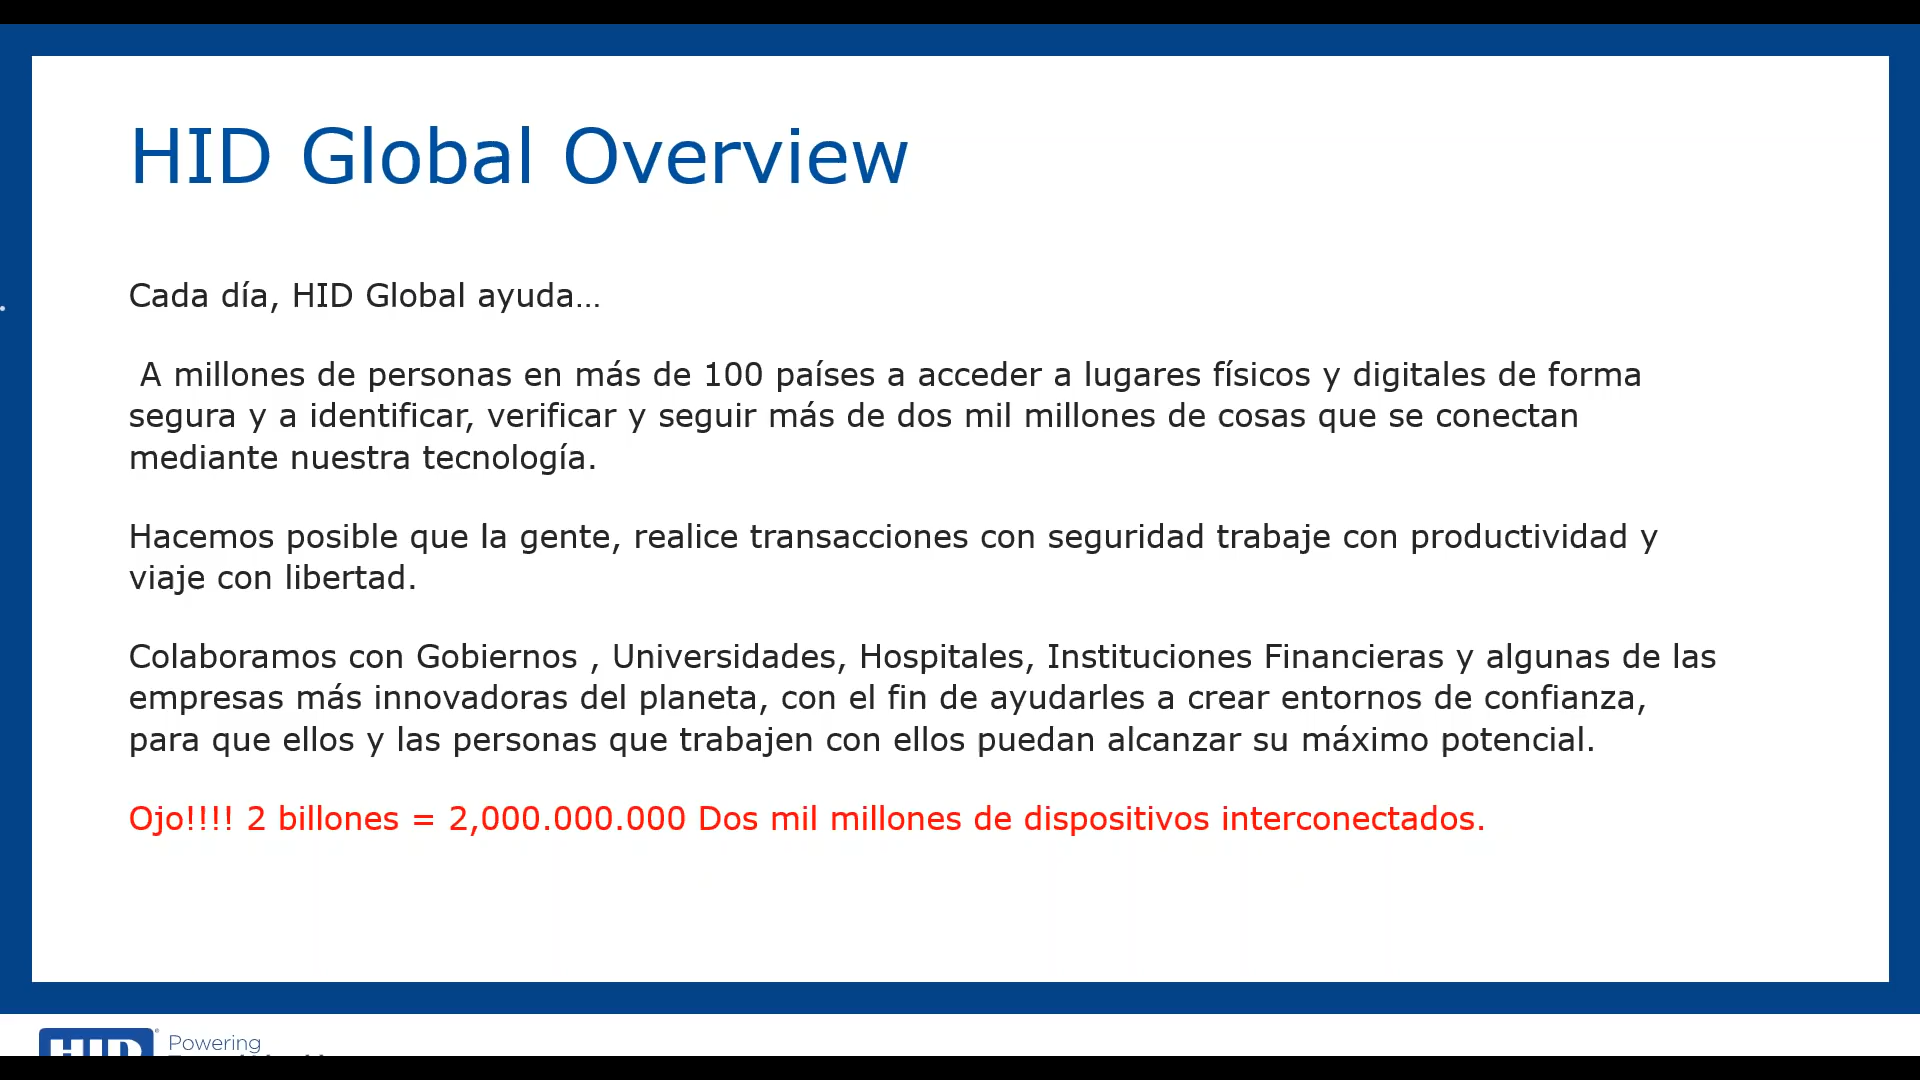 HID Global Overview
Cada día, HID Global ayuda...
A millones de personas en más de 100 países a acceder a lugares físicos y digitales de forma
segura y a identificar, verificar y seguir más de dos mil millones de cosas que se conectan
mediante nuestra tecnología.
Hacemos posible que la gente, realice transacciones con seguridad trabaje con productividad y
viaje con libertad.
Colaboramos con Gobiernos , Universidades, Hospitales, Instituciones Financieras y algunas de las
empresas más innovadoras del planeta, con el fin de ayudarles a crear entornos de confianza,
para que ellos y las personas que trabajen con ellos puedan alcanzar su máximo potencial.
Ojo!!!! 2 billones = 2,000.000.000 Dos mil millones de dispositivos interconectados.
HID® Powering